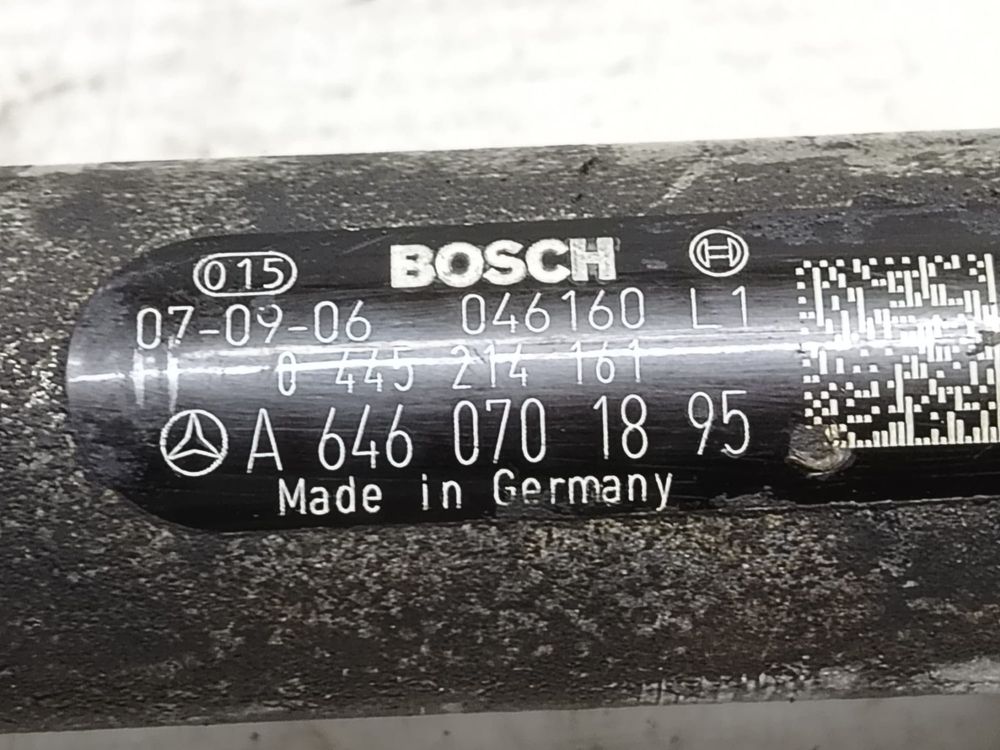 015 BOSCH
07-09-06 046160 L1
0 445 214 161
A 646 070 18 95
Made in Germany